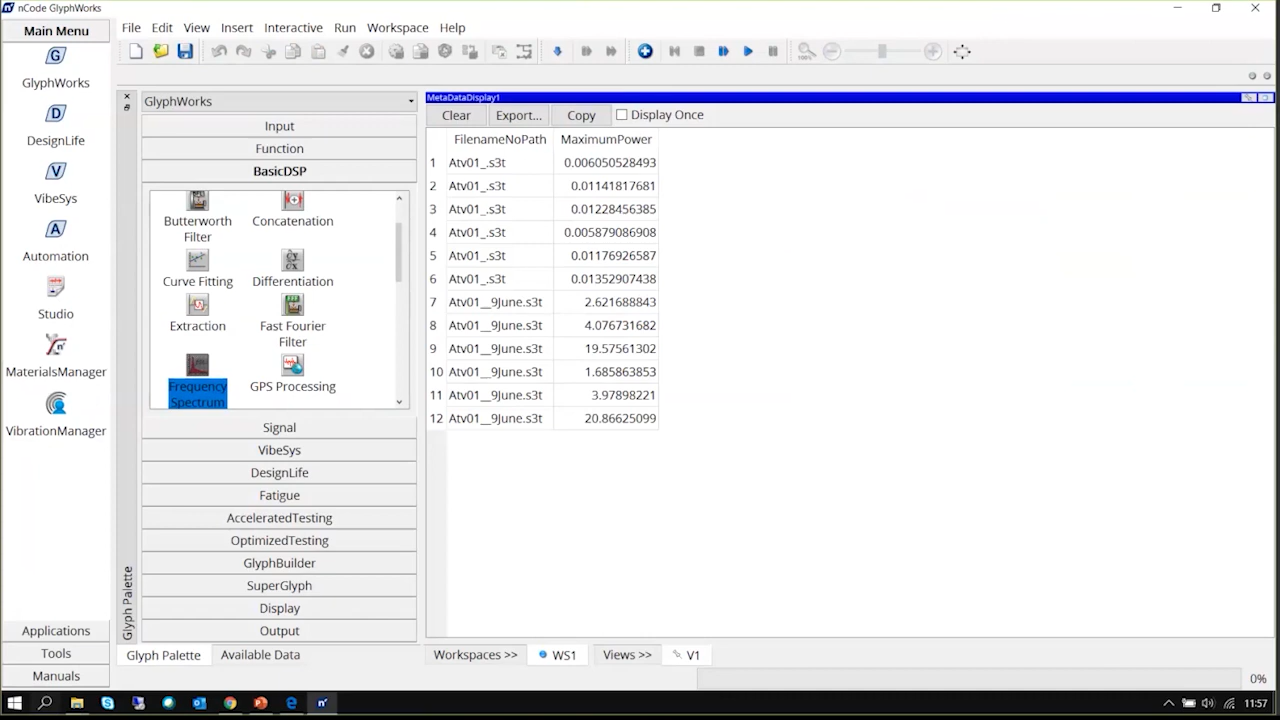 nCode GlyphWorks
Main Menu
File Edit View Insert Interactive Run Workspace Help
GlyphWorks
DesignLife
VibeSys
Automation
Studio
MaterialsManager
VibrationManager
Applications
Tools
Manuals
Glyph Palette
GlyphWorks
Input
Function
BasicDSP
Butterworth Filter
Concatenation
Curve Fitting
Differentiation
Extraction
Fast Fourier Filter
Frequency Spectrum
GPS Processing
Signal
VibeSys
DesignLife
Fatigue
AcceleratedTesting
OptimizedTesting
GlyphBuilder
SuperGlyph
Display
Output
Glyph Palette Available Data
MetaDataDisplay1
Clear Export... Copy Display Once
FilenameNoPath MaximumPower
1 Atv01_.s3t 0.006050528493
2 Atv01_.s3t 0.01141817681
3 Atv01_.s3t 0.01228456385
4 Atv01_.s3t 0.005879086908
5 Atv01_.s3t 0.01176926587
6 Atv01_.s3t 0.01352907438
7 Atv01__9June.s3t 2.621688843
8 Atv01__9June.s3t 4.076731682
9 Atv01__9June.s3t 19.57561302
10 Atv01__9June.s3t 1.685863853
11 Atv01__9June.s3t 3.97898221
12 Atv01__9June.s3t 20.86625099
Workspaces >> WS1 Views >> V1
0%
11:57